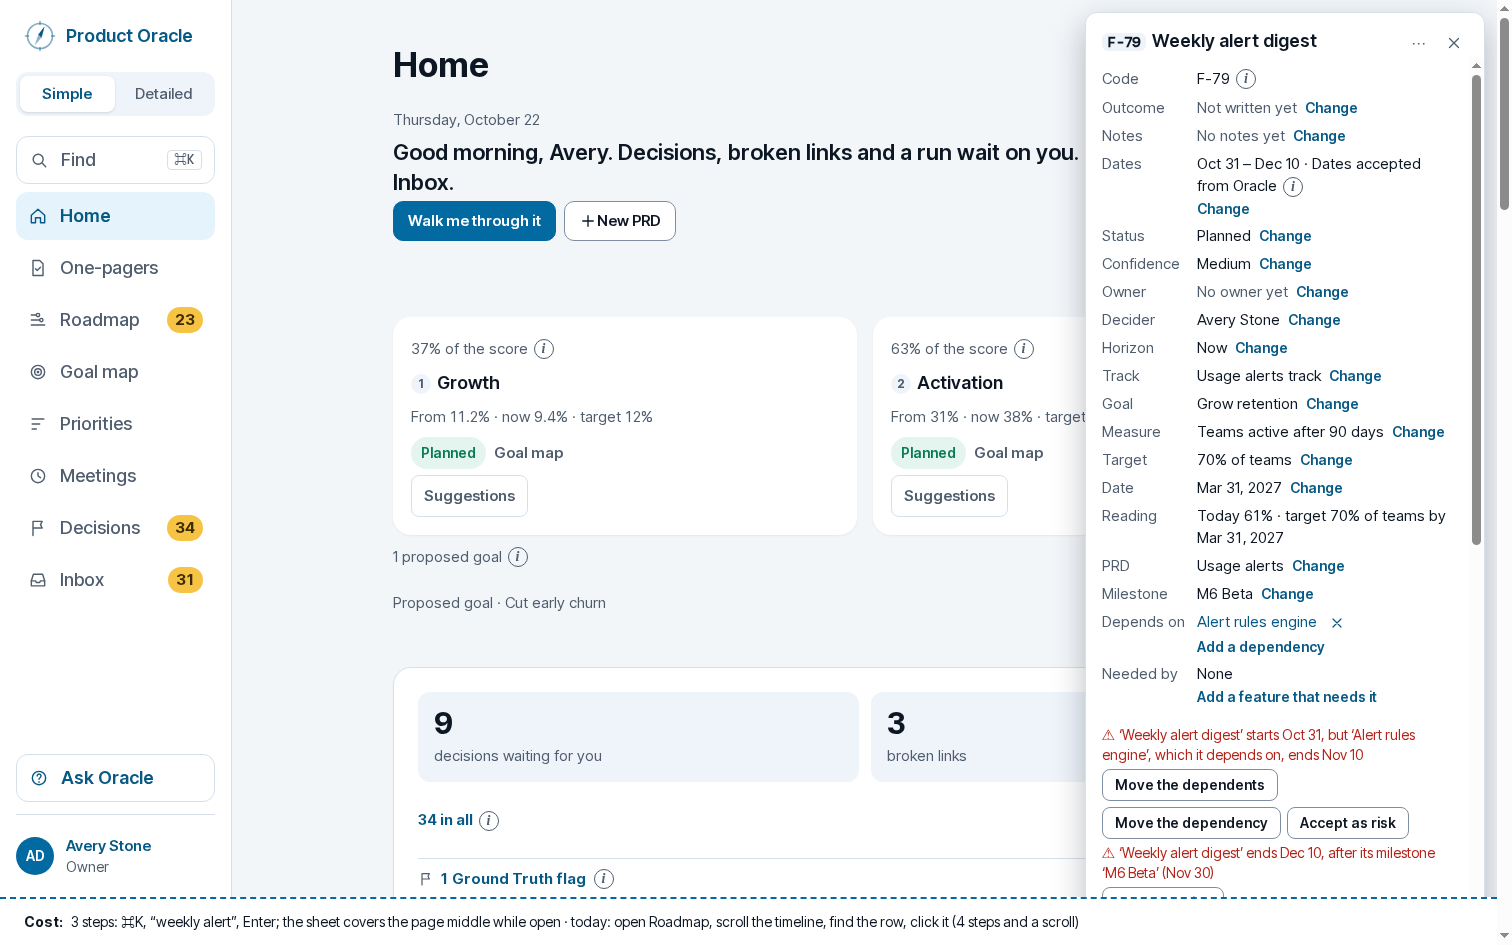 Product Oracle
Simple
Detailed
Find
⌘K
Home
One-pagers
Roadmap
23
Goal map
Priorities
Meetings
Decisions
34
Inbox
31
Ask Oracle
AD
Avery Stone
Owner
Home
Thursday, October 22
Good morning, Avery. Decisions, broken links and a run wait on you.
Inbox.
Walk me through it
+ New PRD
37% of the score i
1 Growth
From 11.2% · now 9.4% · target 12%
Planned Goal map
Suggestions
63% of the score i
2 Activation
From 31% · now 38% · target
Planned Goal map
Suggestions
1 proposed goal i
Proposed goal · Cut early churn
9
decisions waiting for you
3
broken links
34 in all i
1 Ground Truth flag i
F-79 Weekly alert digest ···
Code F-79 i
Outcome Not written yet Change
Notes No notes yet Change
Dates Oct 31 – Dec 10 · Dates accepted
from Oracle i
Change
Status Planned Change
Confidence Medium Change
Owner No owner yet Change
Decider Avery Stone Change
Horizon Now Change
Track Usage alerts track Change
Goal Grow retention Change
Measure Teams active after 90 days Change
Target 70% of teams Change
Date Mar 31, 2027 Change
Reading Today 61% · target 70% of teams by
Mar 31, 2027
PRD Usage alerts Change
Milestone M6 Beta Change
Depends on Alert rules engine ×
Add a dependency
Needed by None
Add a feature that needs it
⚠ ‘Weekly alert digest’ starts Oct 31, but ‘Alert rules
engine’, which it depends on, ends Nov 10
Move the dependents
Move the dependency Accept as risk
⚠ ‘Weekly alert digest’ ends Dec 10, after its milestone
‘M6 Beta’ (Nov 30)
Cost: 3 steps: ⌘K, “weekly alert”, Enter; the sheet covers the page middle while open · today: open Roadmap, scroll the timeline, find the row, click it (4 steps and a scroll)